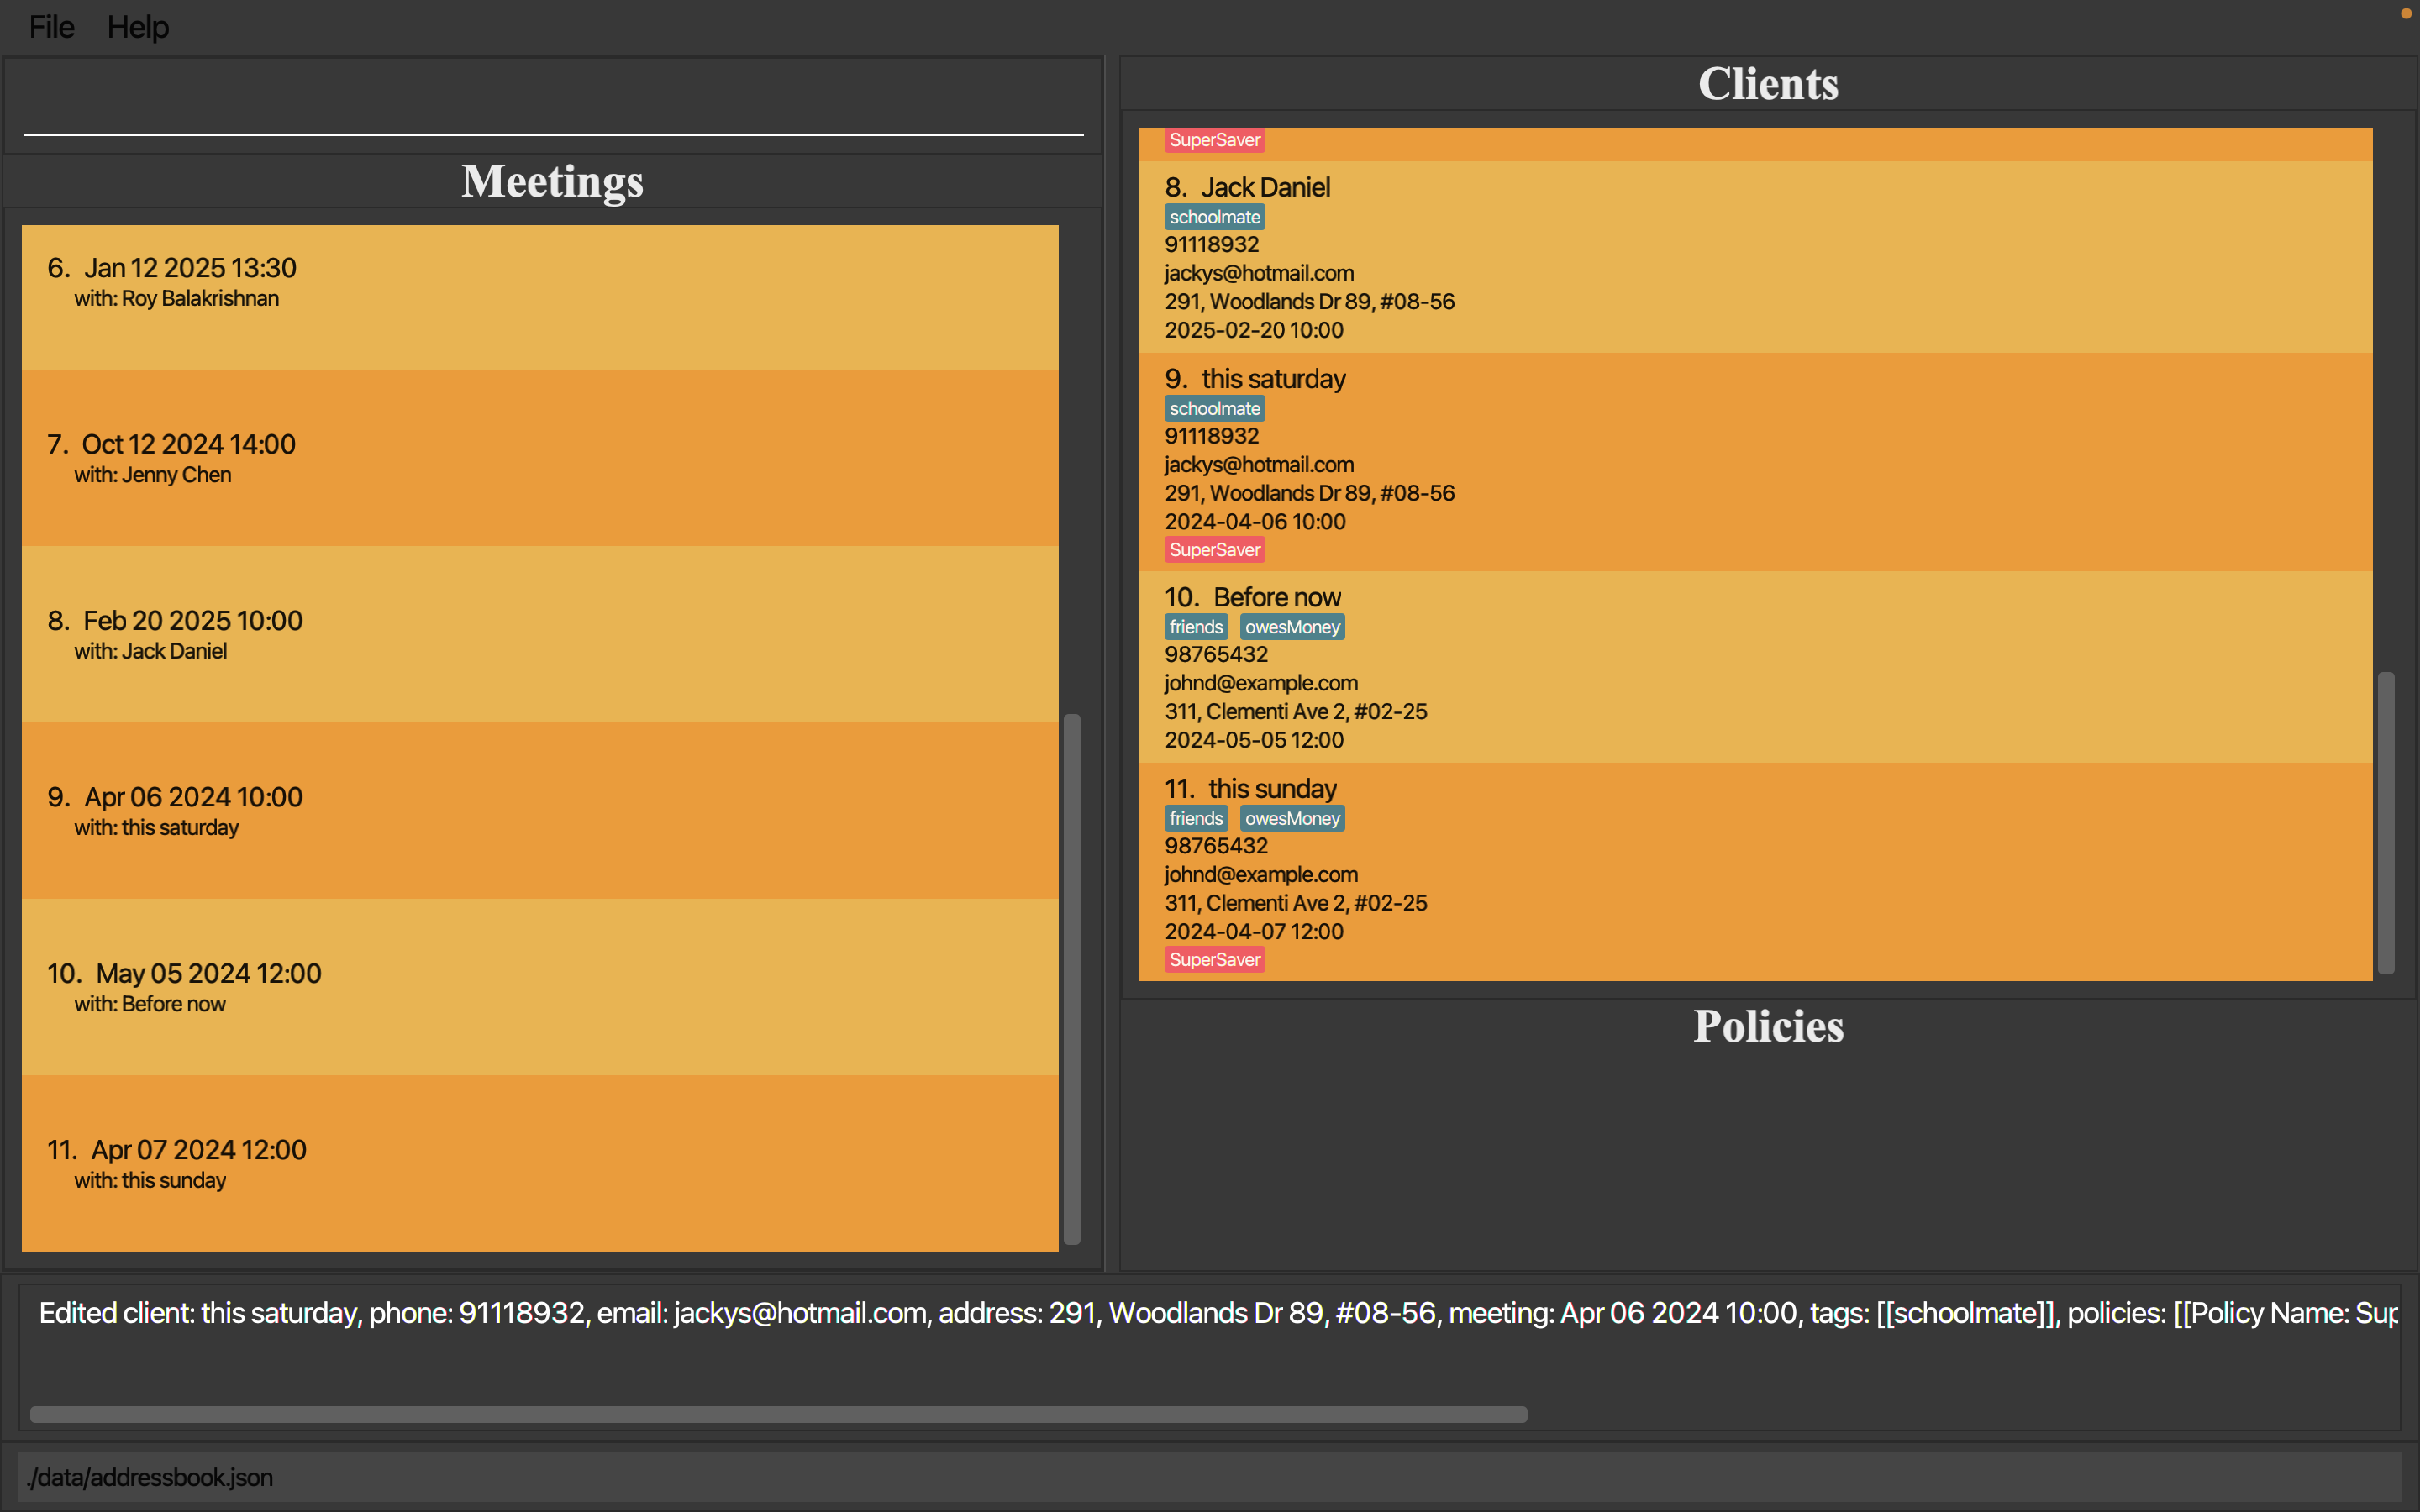 File Help
Meetings
6. Jan 12 2025 13:30
with: Roy Balakrishnan
7. Oct 12 2024 14:00
with: Jenny Chen
8. Feb 20 2025 10:00
with: Jack Daniel
9. Apr 06 2024 10:00
with: this saturday
10. May 05 2024 12:00
with: Before now
11. Apr 07 2024 12:00
with: this sunday
Clients
SuperSaver
8. Jack Daniel
schoolmate
91118932
jackys@hotmail.com
291, Woodlands Dr 89, #08-56
2025-02-20 10:00
9. this saturday
schoolmate
91118932
jackys@hotmail.com
291, Woodlands Dr 89, #08-56
2024-04-06 10:00
SuperSaver
10. Before now
friends owesMoney
98765432
johnd@example.com
311, Clementi Ave 2, #02-25
2024-05-05 12:00
11. this sunday
friends owesMoney
98765432
johnd@example.com
311, Clementi Ave 2, #02-25
2024-04-07 12:00
SuperSaver
Policies
Edited client: this saturday, phone: 91118932, email: jackys@hotmail.com, address: 291, Woodlands Dr 89, #08-56, meeting: Apr 06 2024 10:00, tags: [[schoolmate]], policies: [[Policy Name: Sup
./data/addressbook.json